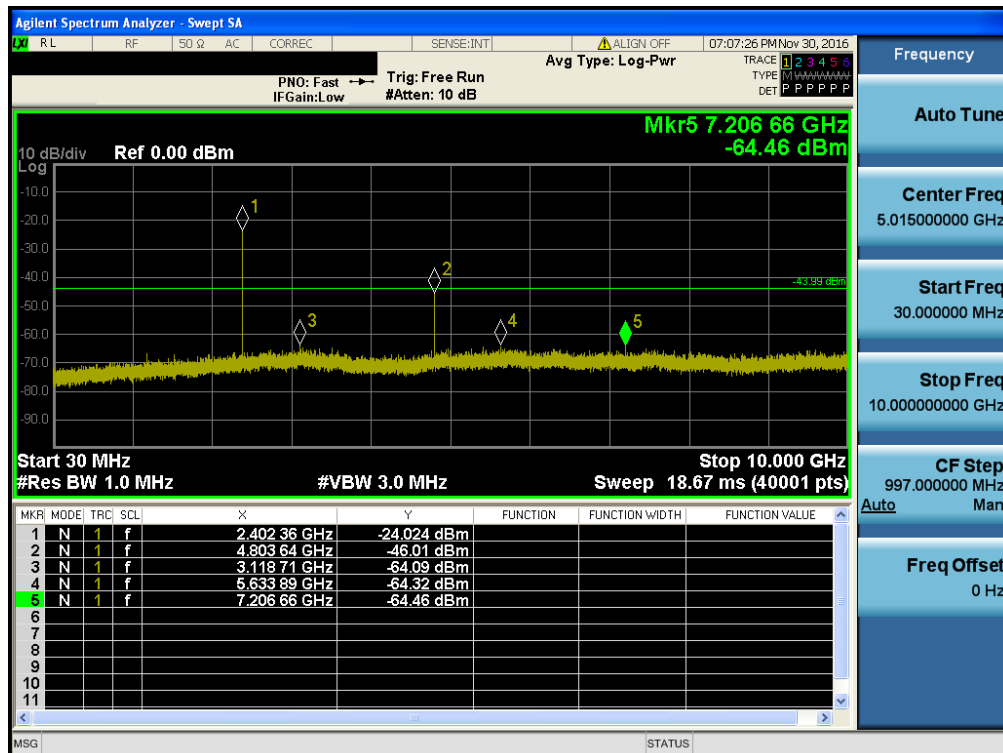 Agilent Spectrum Analyzer - Swept SA
LXI RL RF 50 Ω AC CORREC SENSE:INT ALIGN OFF 07:07:26 PM Nov 30, 2016
Avg Type: Log-Pwr
TRACE 1 2 3 4 5 6
PNO: Fast Trig: Free Run
TYPE M W W W W W
IFGain:Low #Atten: 10 dB
DET P P P P P P
Mkr5 7.206 66 GHz
-64.46 dBm
10 dB/div Ref 0.00 dBm
Log
-10.0
-20.0
-30.0
-40.0
-50.0
-60.0
-70.0
-80.0
-90.0
1
2
3
4
5
-43.99 dBm
Start 30 MHz Stop 10.000 GHz
#Res BW 1.0 MHz #VBW 3.0 MHz Sweep 18.67 ms (40001 pts)
MKR MODE TRC SCL X Y FUNCTION FUNCTION WIDTH FUNCTION VALUE
1 N 1 f 2.402 36 GHz -24.024 dBm
2 N 1 f 4.803 64 GHz -46.01 dBm
3 N 1 f 3.118 71 GHz -64.09 dBm
4 N 1 f 5.633 89 GHz -64.32 dBm
5 N 1 f 7.206 66 GHz -64.46 dBm
6
7
8
9
10
11
MSG STATUS
Frequency
Auto Tune
Center Freq
5.015000000 GHz
Start Freq
30.000000 MHz
Stop Freq
10.000000000 GHz
CF Step
997.000000 MHz
Auto Man
Freq Offset
0 Hz